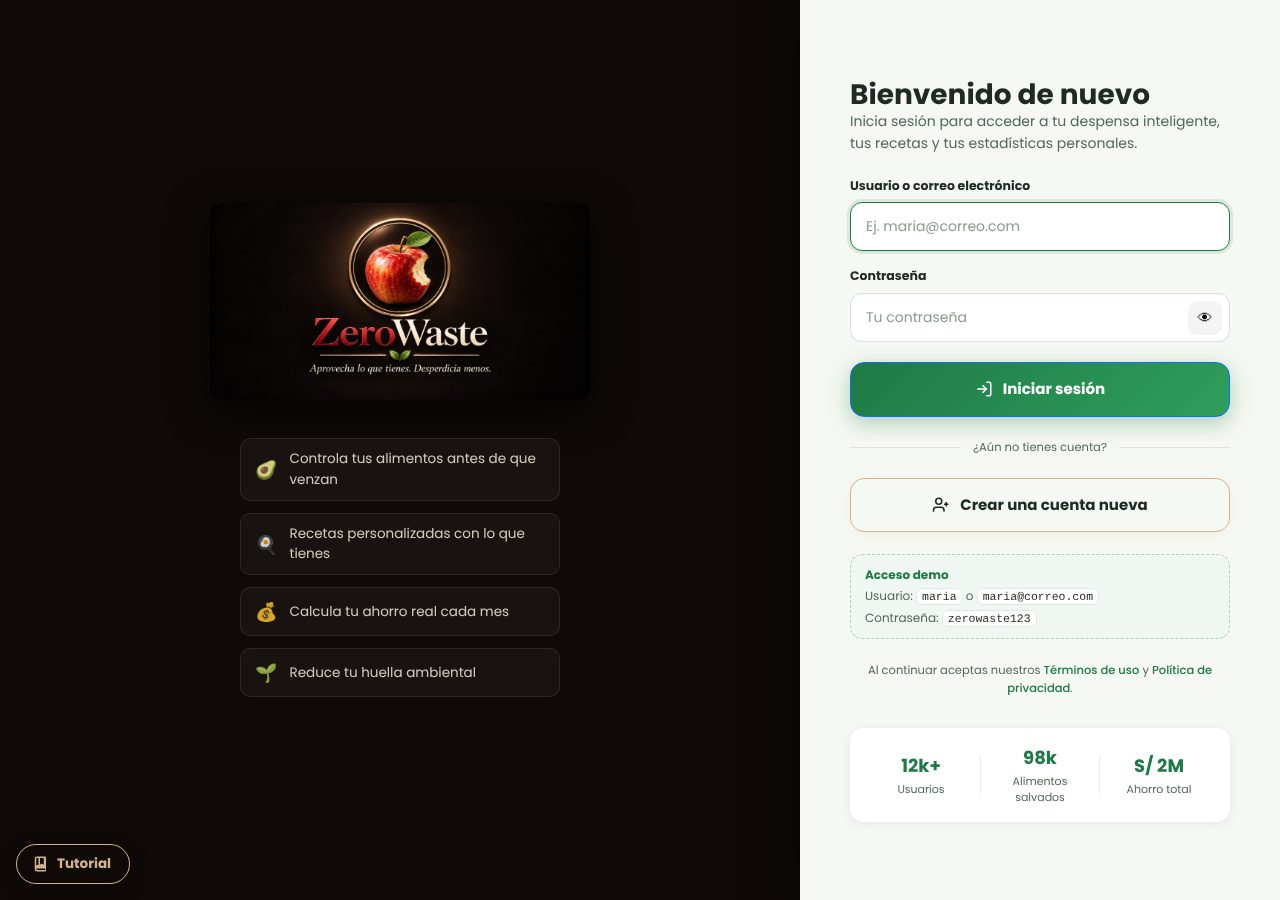 ZeroWaste
Aprovecha lo que tienes. Desperdicia menos.
Controla tus alimentos antes de que
venzan
Recetas personalizadas con lo que
tienes
Calcula tu ahorro real cada mes
Reduce tu huella ambiental
Tutorial
Bienvenido de nuevo
Inicia sesión para acceder a tu despensa inteligente,
tus recetas y tus estadísticas personales.
Usuario o correo electrónico
Ej. maria@correo.com
Contraseña
Tu contraseña
Iniciar sesión
¿Aún no tienes cuenta?
Crear una cuenta nueva
Acceso demo
Usuario: maria o maria@correo.com
Contraseña: zerowaste123
Al continuar aceptas nuestros Términos de uso y Política de
privacidad.
12k+
Usuarios
98k
Alimentos
salvados
S/ 2M
Ahorro total